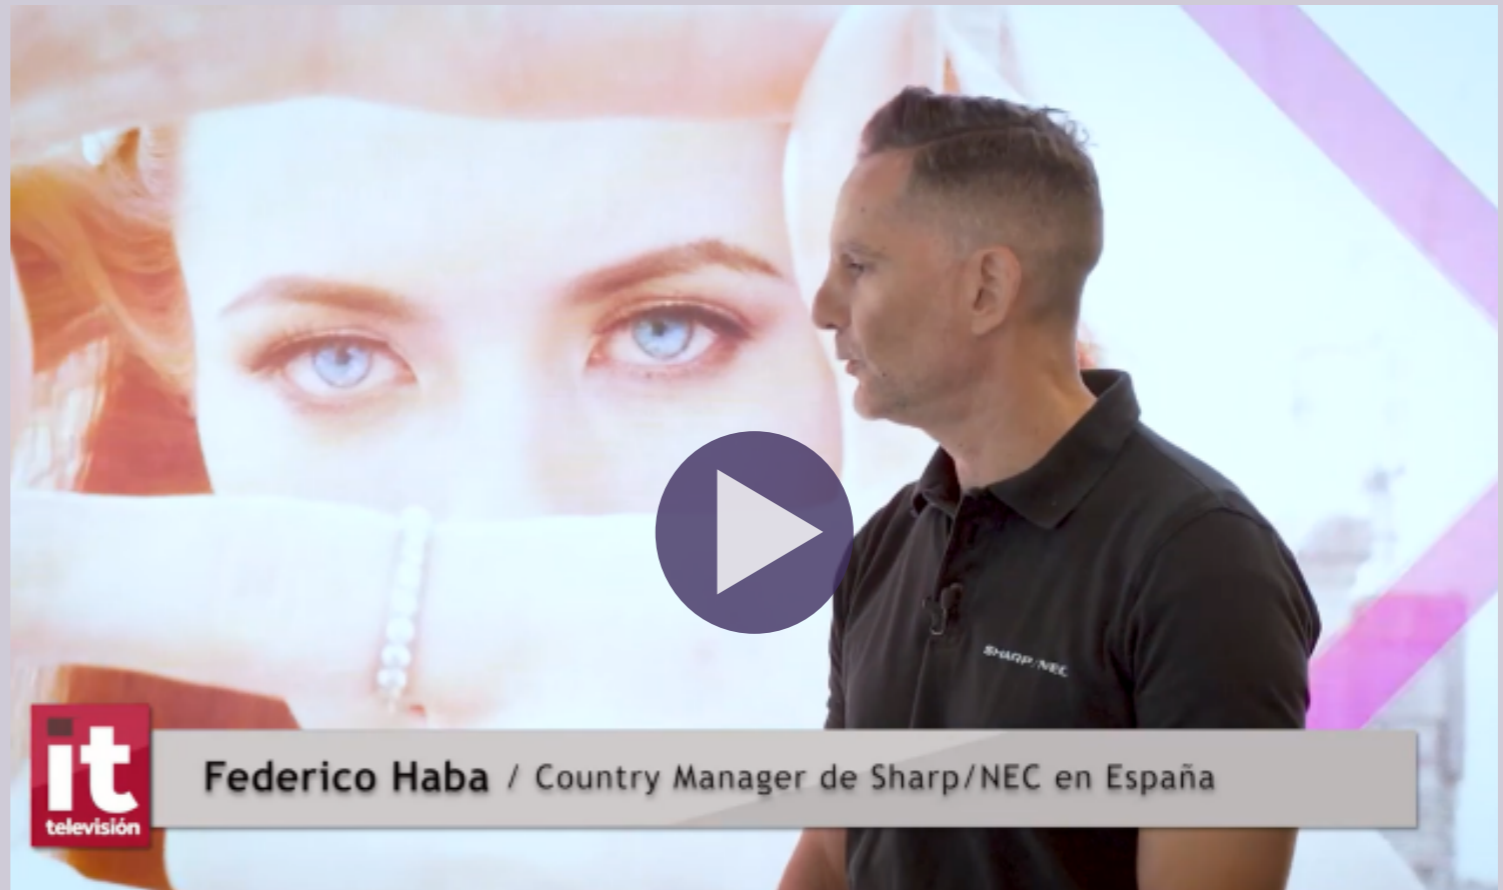 SHARP/NEC
it
televisión
Federico Haba / Country Manager de Sharp/NEC en España